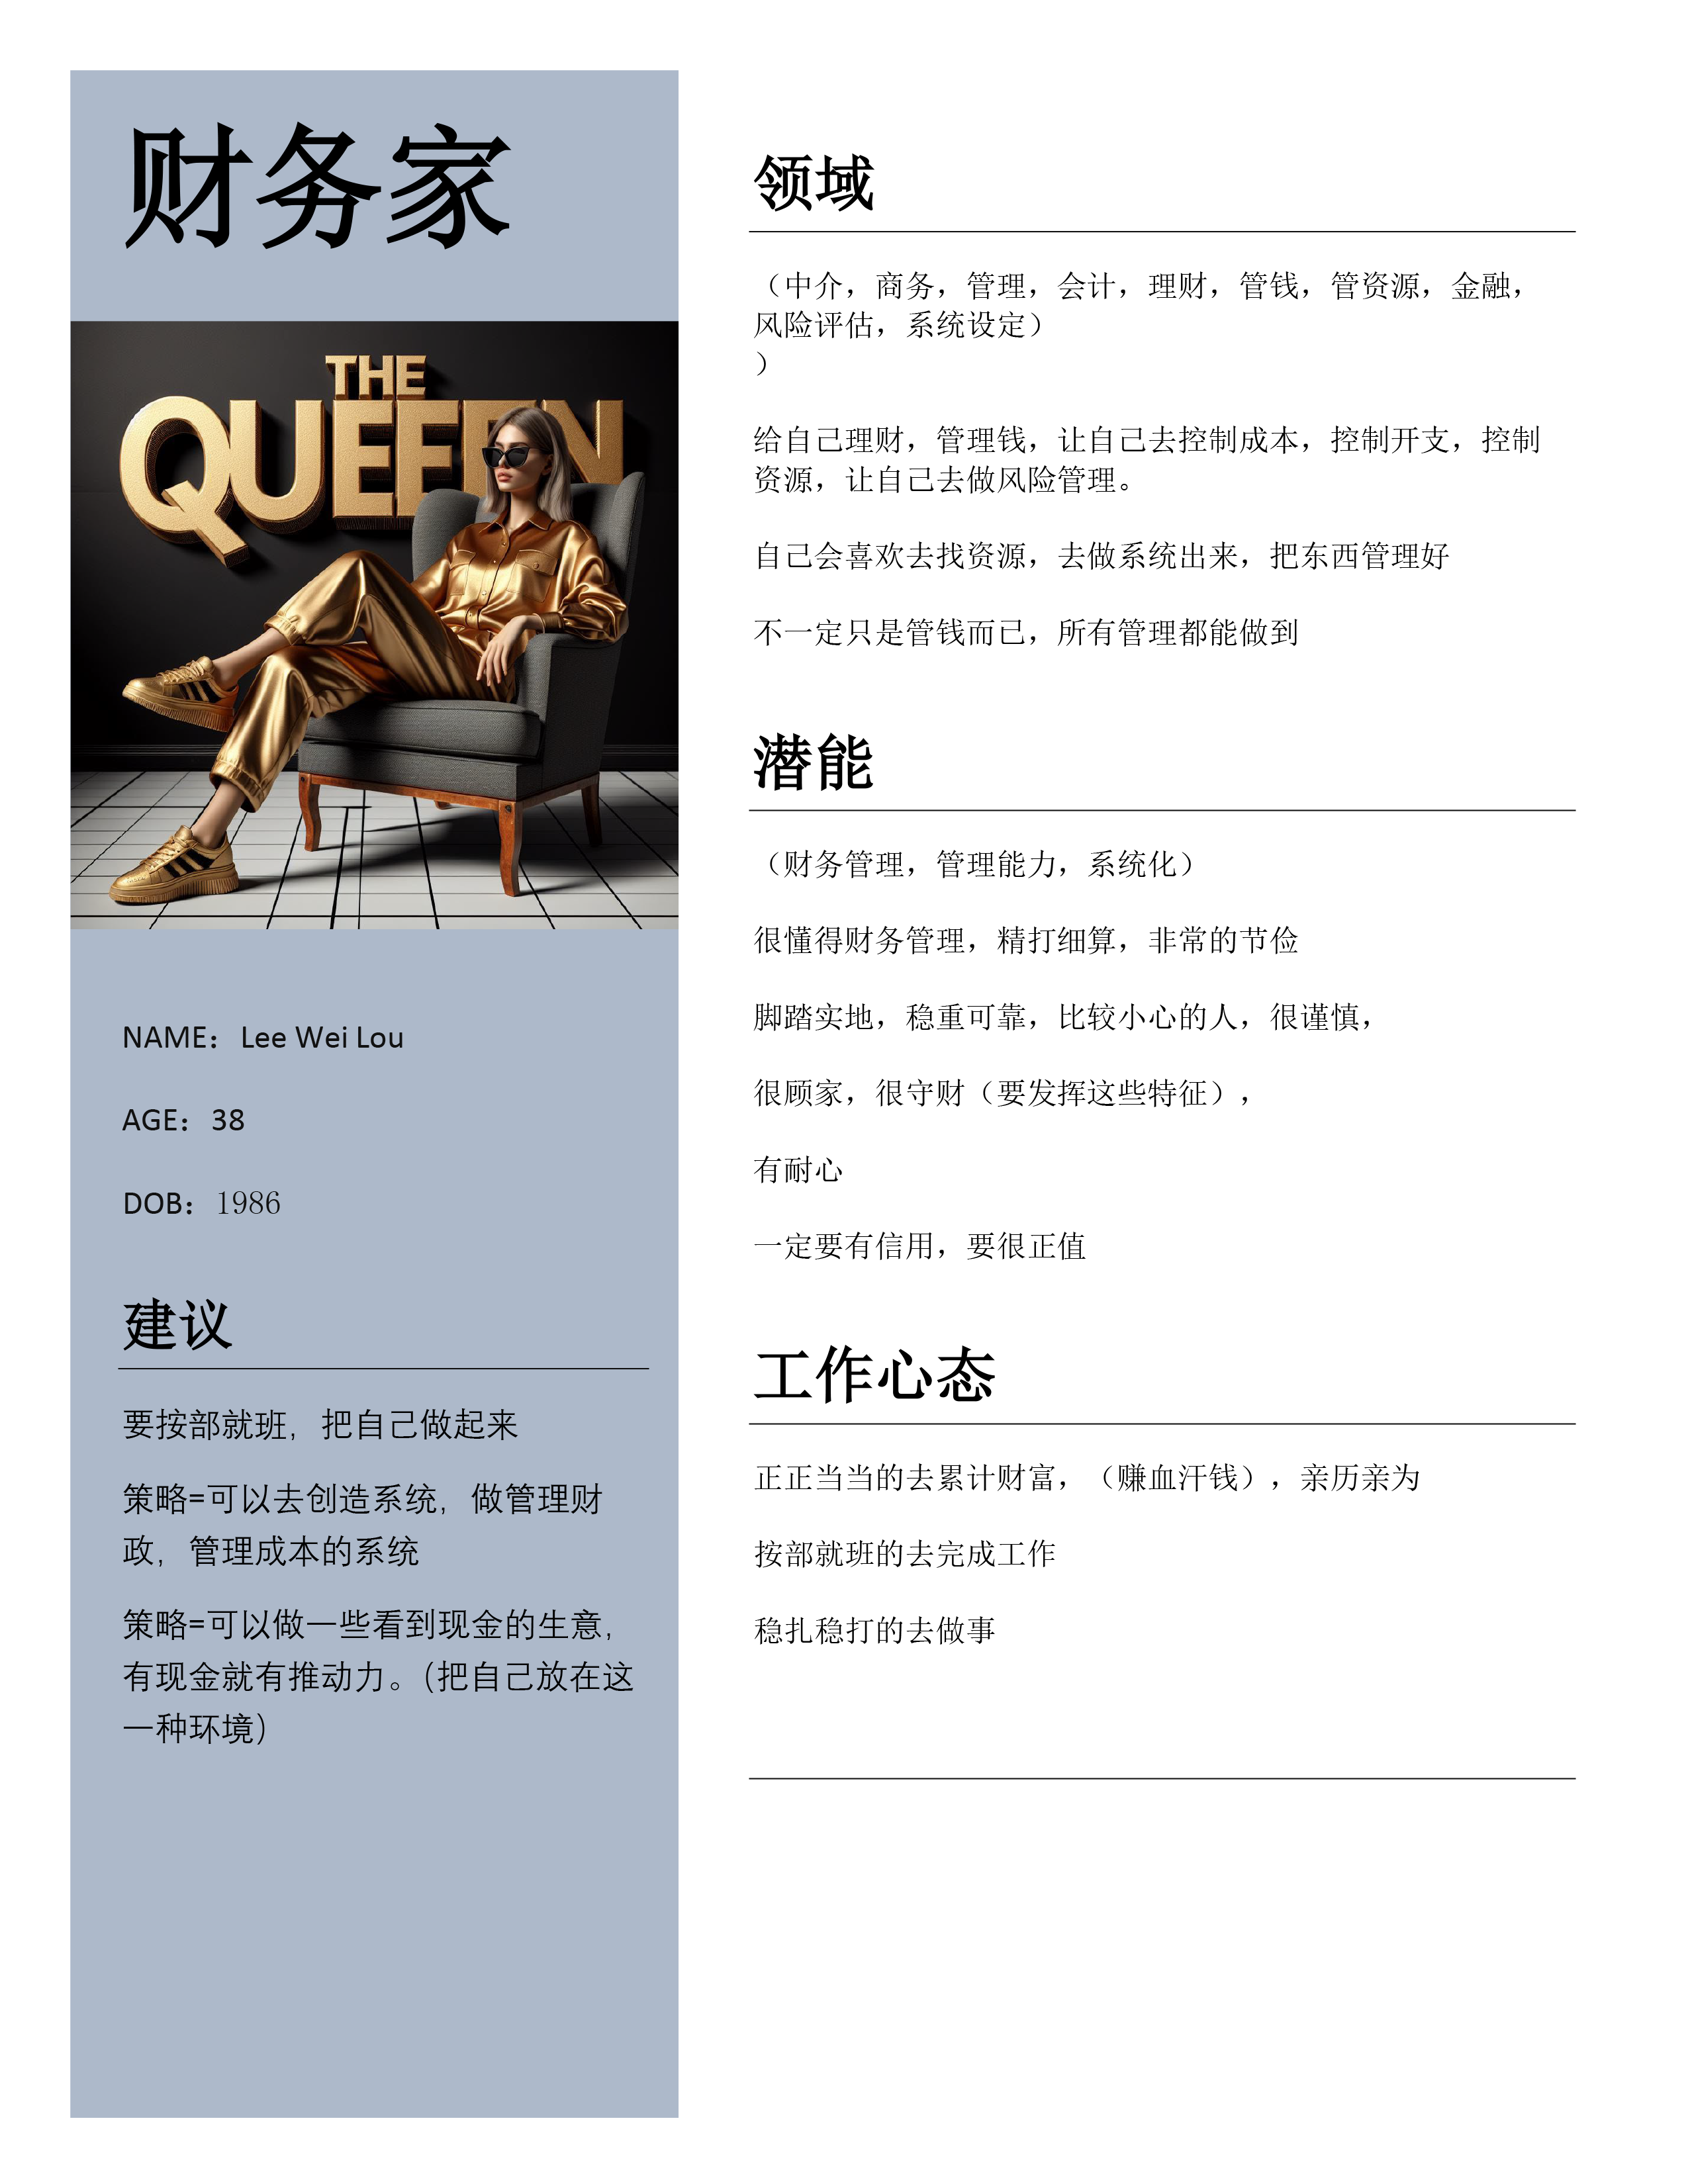 财务家
THE
QUEEN
NAME：Lee Wei Lou
AGE：38
DOB：1986
建议
要按部就班，把自己做起来
策略=可以去创造系统，做管理财
政，管理成本的系统
策略=可以做一些看到现金的生意，
有现金就有推动力。（把自己放在这
一种环境）
领域
（中介，商务，管理，会计，理财，管钱，管资源，金融，
风险评估，系统设定）
）
给自己理财，管理钱，让自己去控制成本，控制开支，控制
资源，让自己去做风险管理。
自己会喜欢去找资源，去做系统出来，把东西管理好
不一定只是管钱而已，所有管理都能做到
潜能
（财务管理，管理能力，系统化）
很懂得财务管理，精打细算，非常的节俭
脚踏实地，稳重可靠，比较小心的人，很谨慎，
很顾家，很守财（要发挥这些特征），
有耐心
一定要有信用，要很正值
工作心态
正正当当的去累计财富，（赚血汗钱），亲历亲为
按部就班的去完成工作
稳扎稳打的去做事